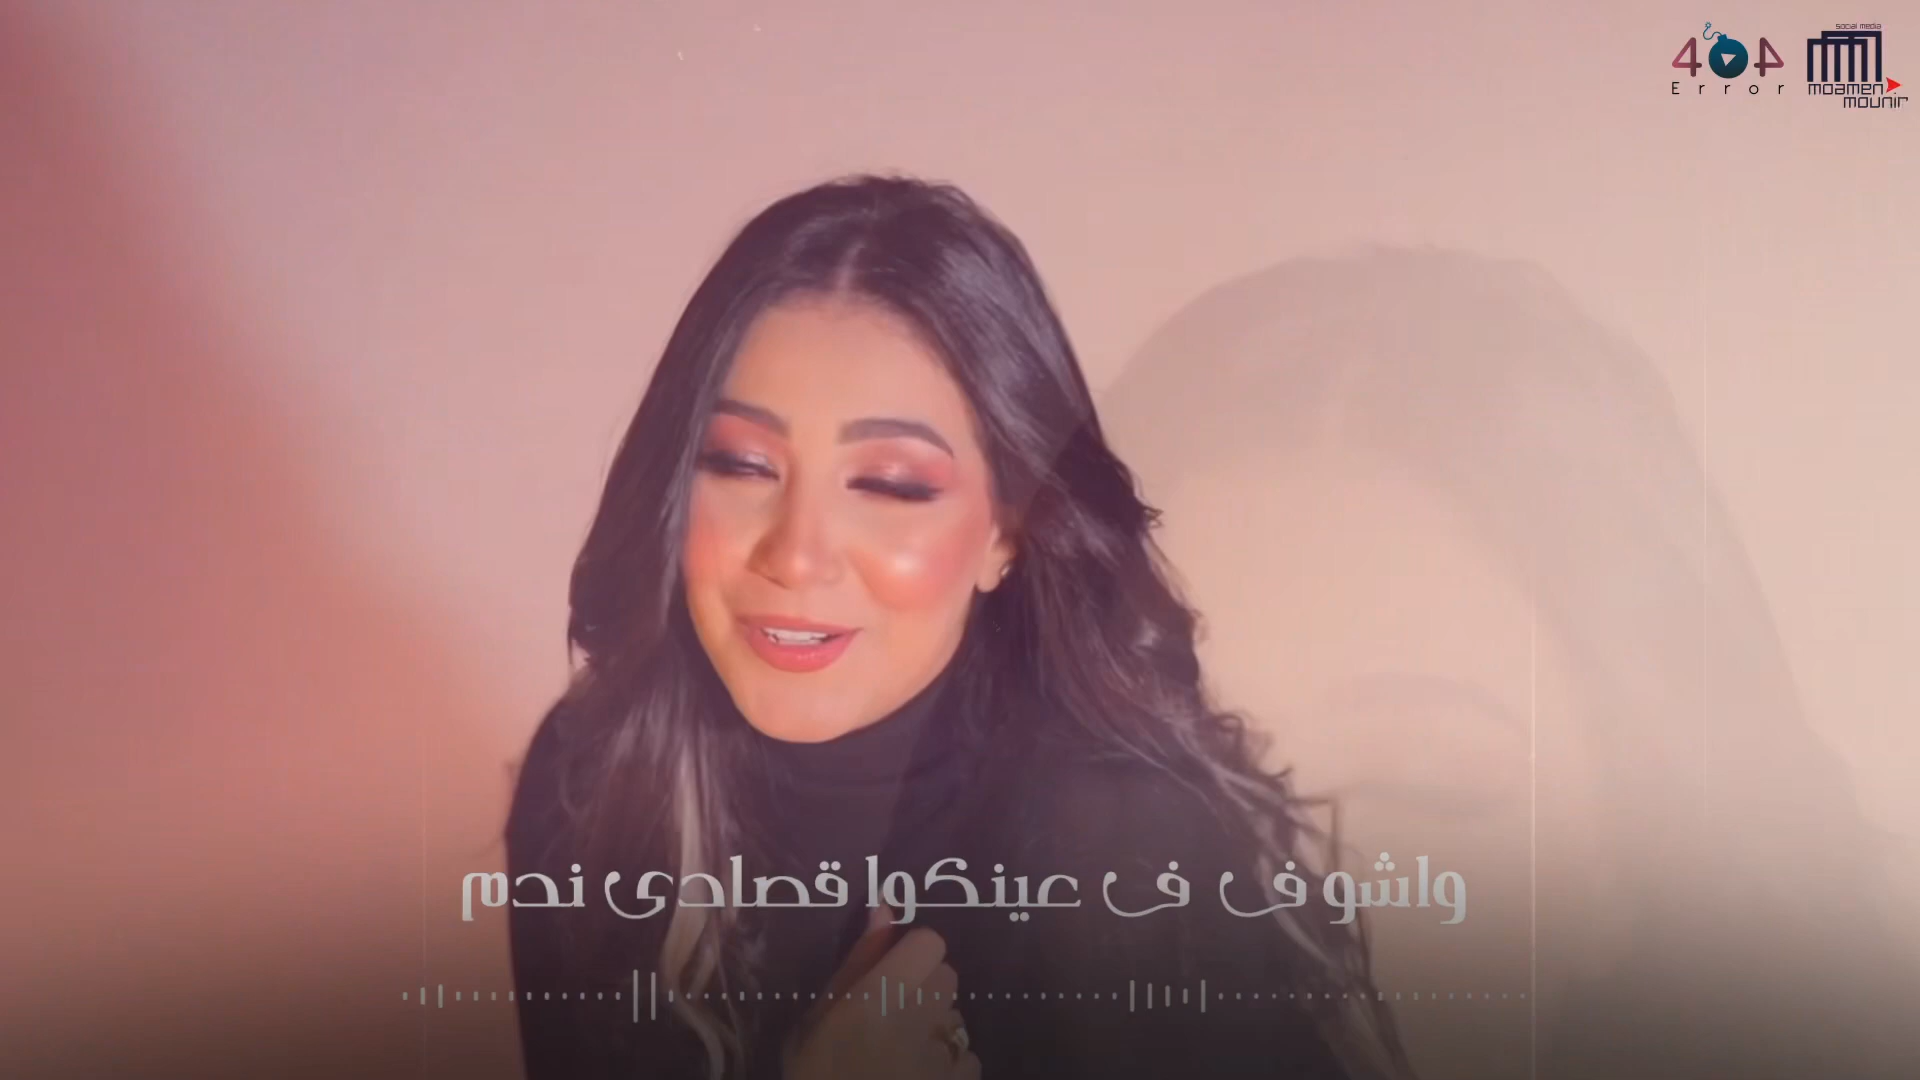 404
Error
social media
moamen
mounir
واشوف ف عينكوا قصادى ندم